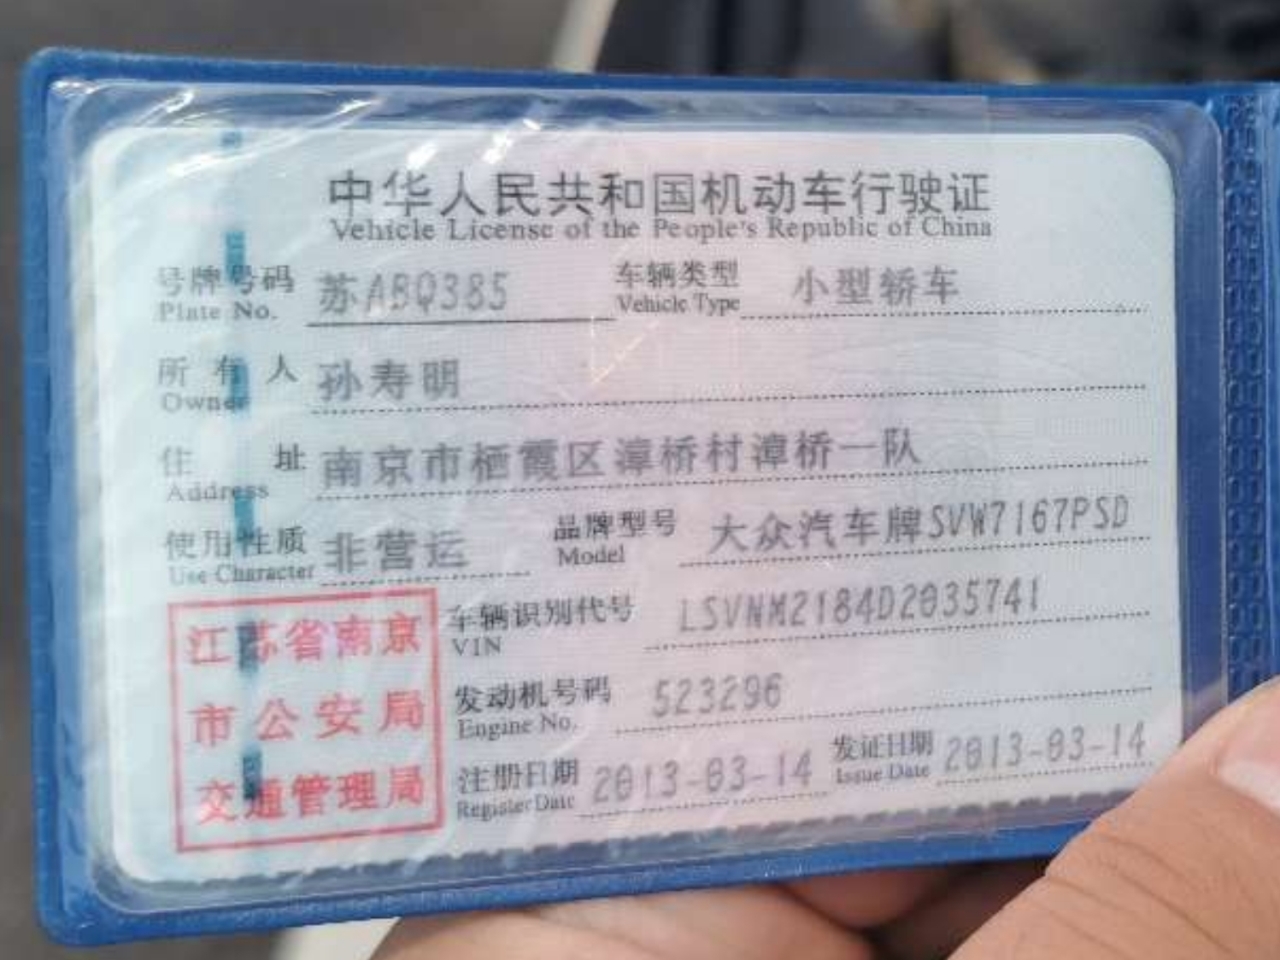 中华人民共和国机动车行驶证
Vehicle License of the People's Republic of China
号牌号码 苏ABQ385 车辆类型 小型轿车
Plate No. Vehicle Type
所有人 孙寿明
Owner
住址 南京市栖霞区漳桥村漳桥一队
Address
使用性质 非营运 品牌型号 大众汽车牌SVW7167PSD
Use Character Model
车辆识别代号 LSVNM2184D2035741
VIN
发动机号码 523296
Engine No.
注册日期 2013-03-14 发证日期 2013-03-14
Register Date Issue Date
江苏省南京
市公安局
交通管理局